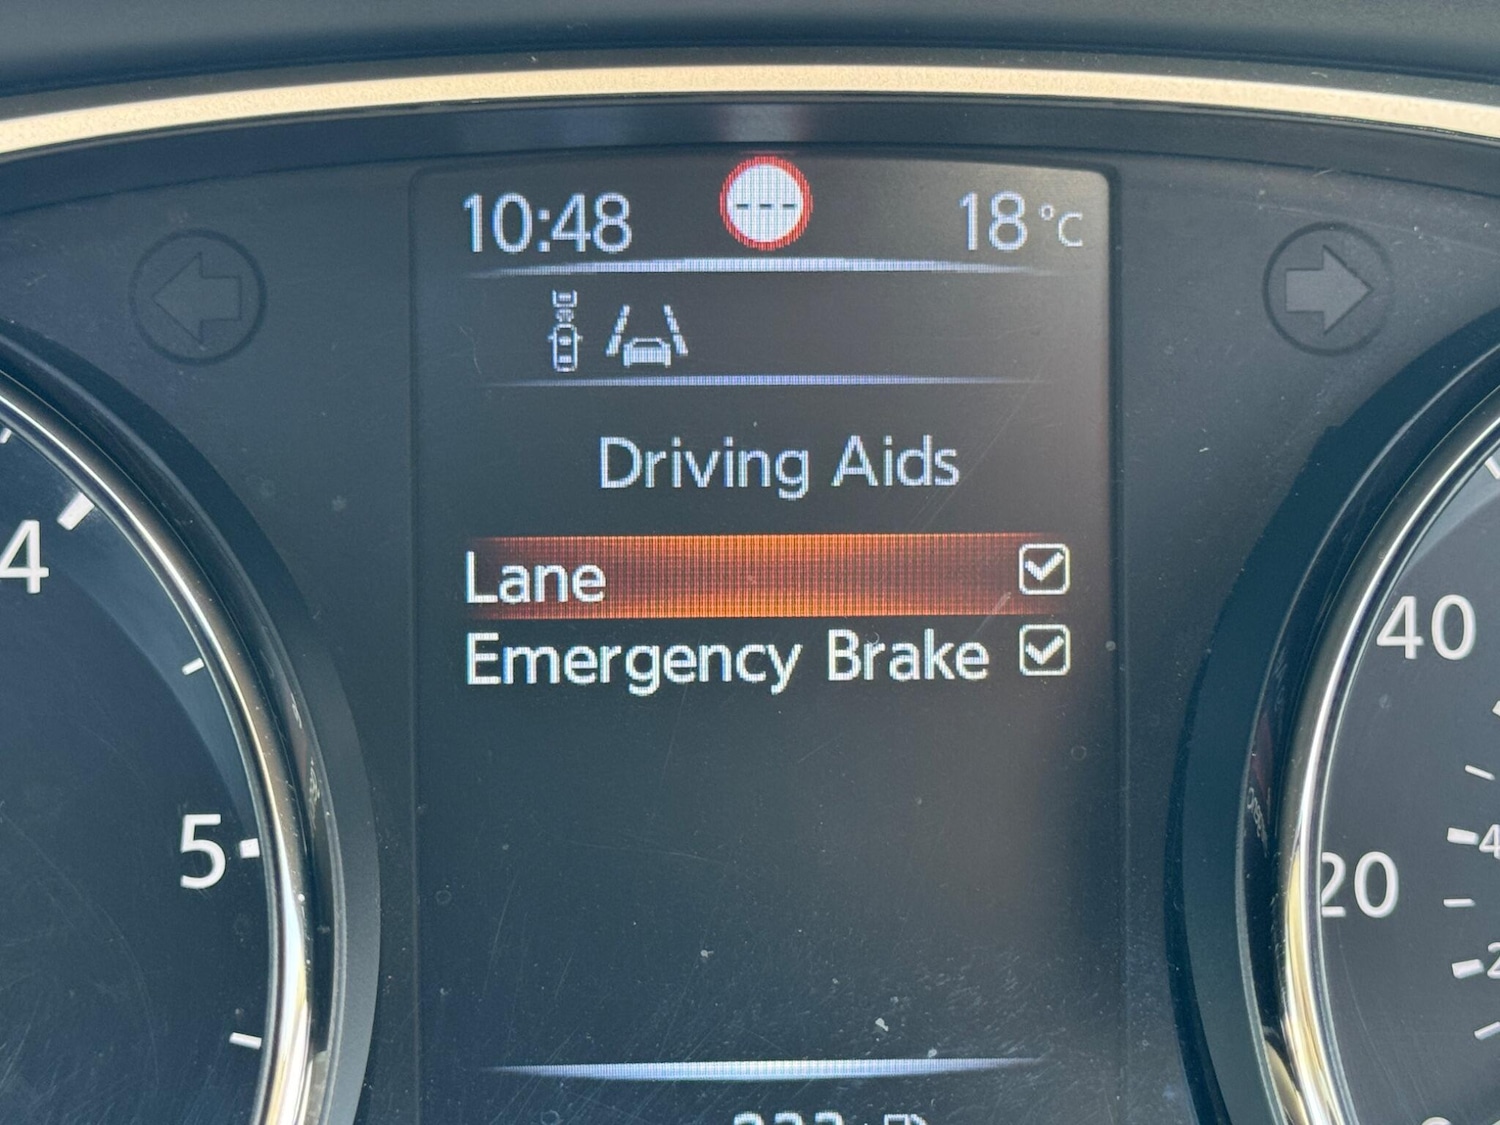 10:48 --- 18 °C
Driving Aids
Lane
Emergency Brake
4
5
40
20